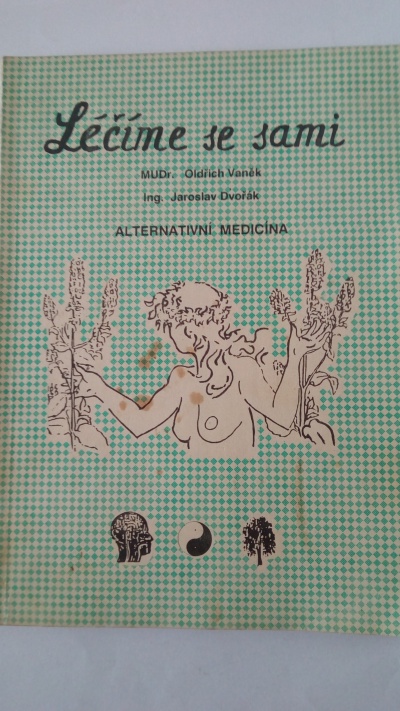 Léčíme se sami
MUDr. Oldřich Vaněk
Ing. Jaroslav Dvořák
ALTERNATIVNÍ MEDICÍNA